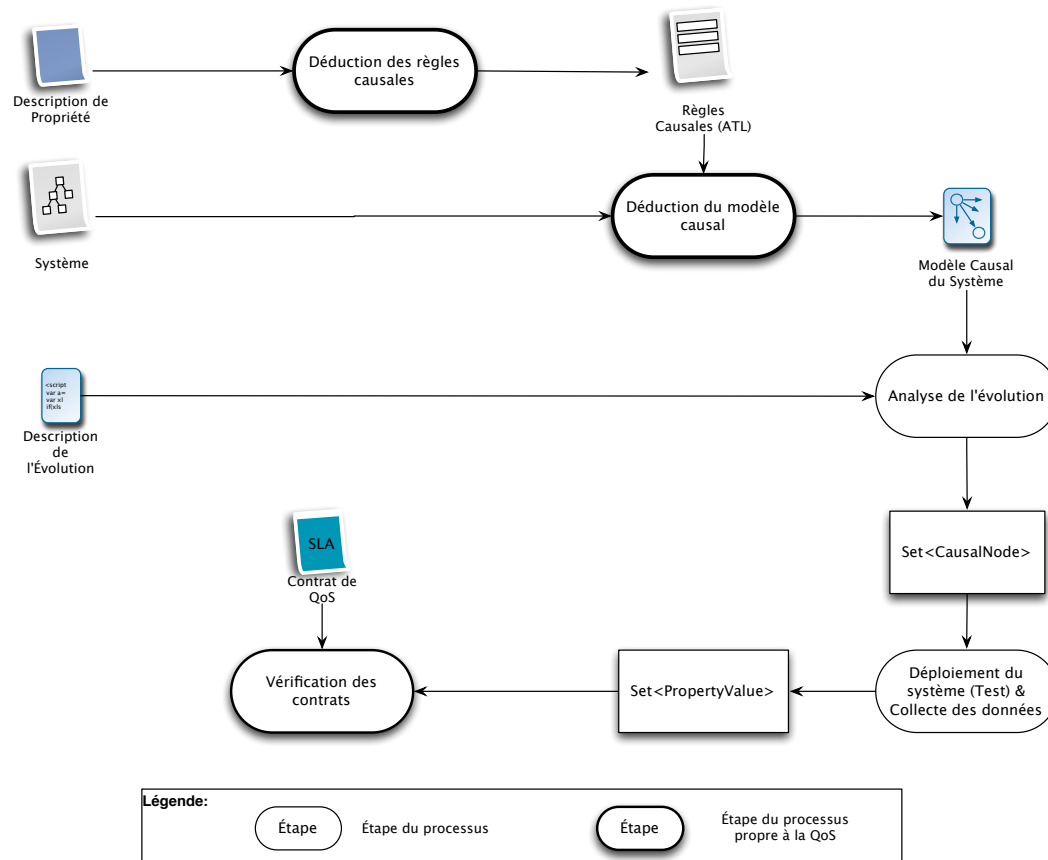 Description de
Propriété
Déduction des règles
causales
Règles
Causales (ATL)
Système
Déduction du modèle
causal
Modèle Causal
du Système
<script
var a=
var xl
if(xls
Description
de
l'Évolution
Analyse de l'évolution
Set<CausalNode>
SLA
Contrat de
QoS
Vérification des
contrats
Set<PropertyValue>
Déploiement du
système (Test) &
Collecte des données
Légende:
Étape
Étape du processus
Étape
Étape du processus
propre à la QoS